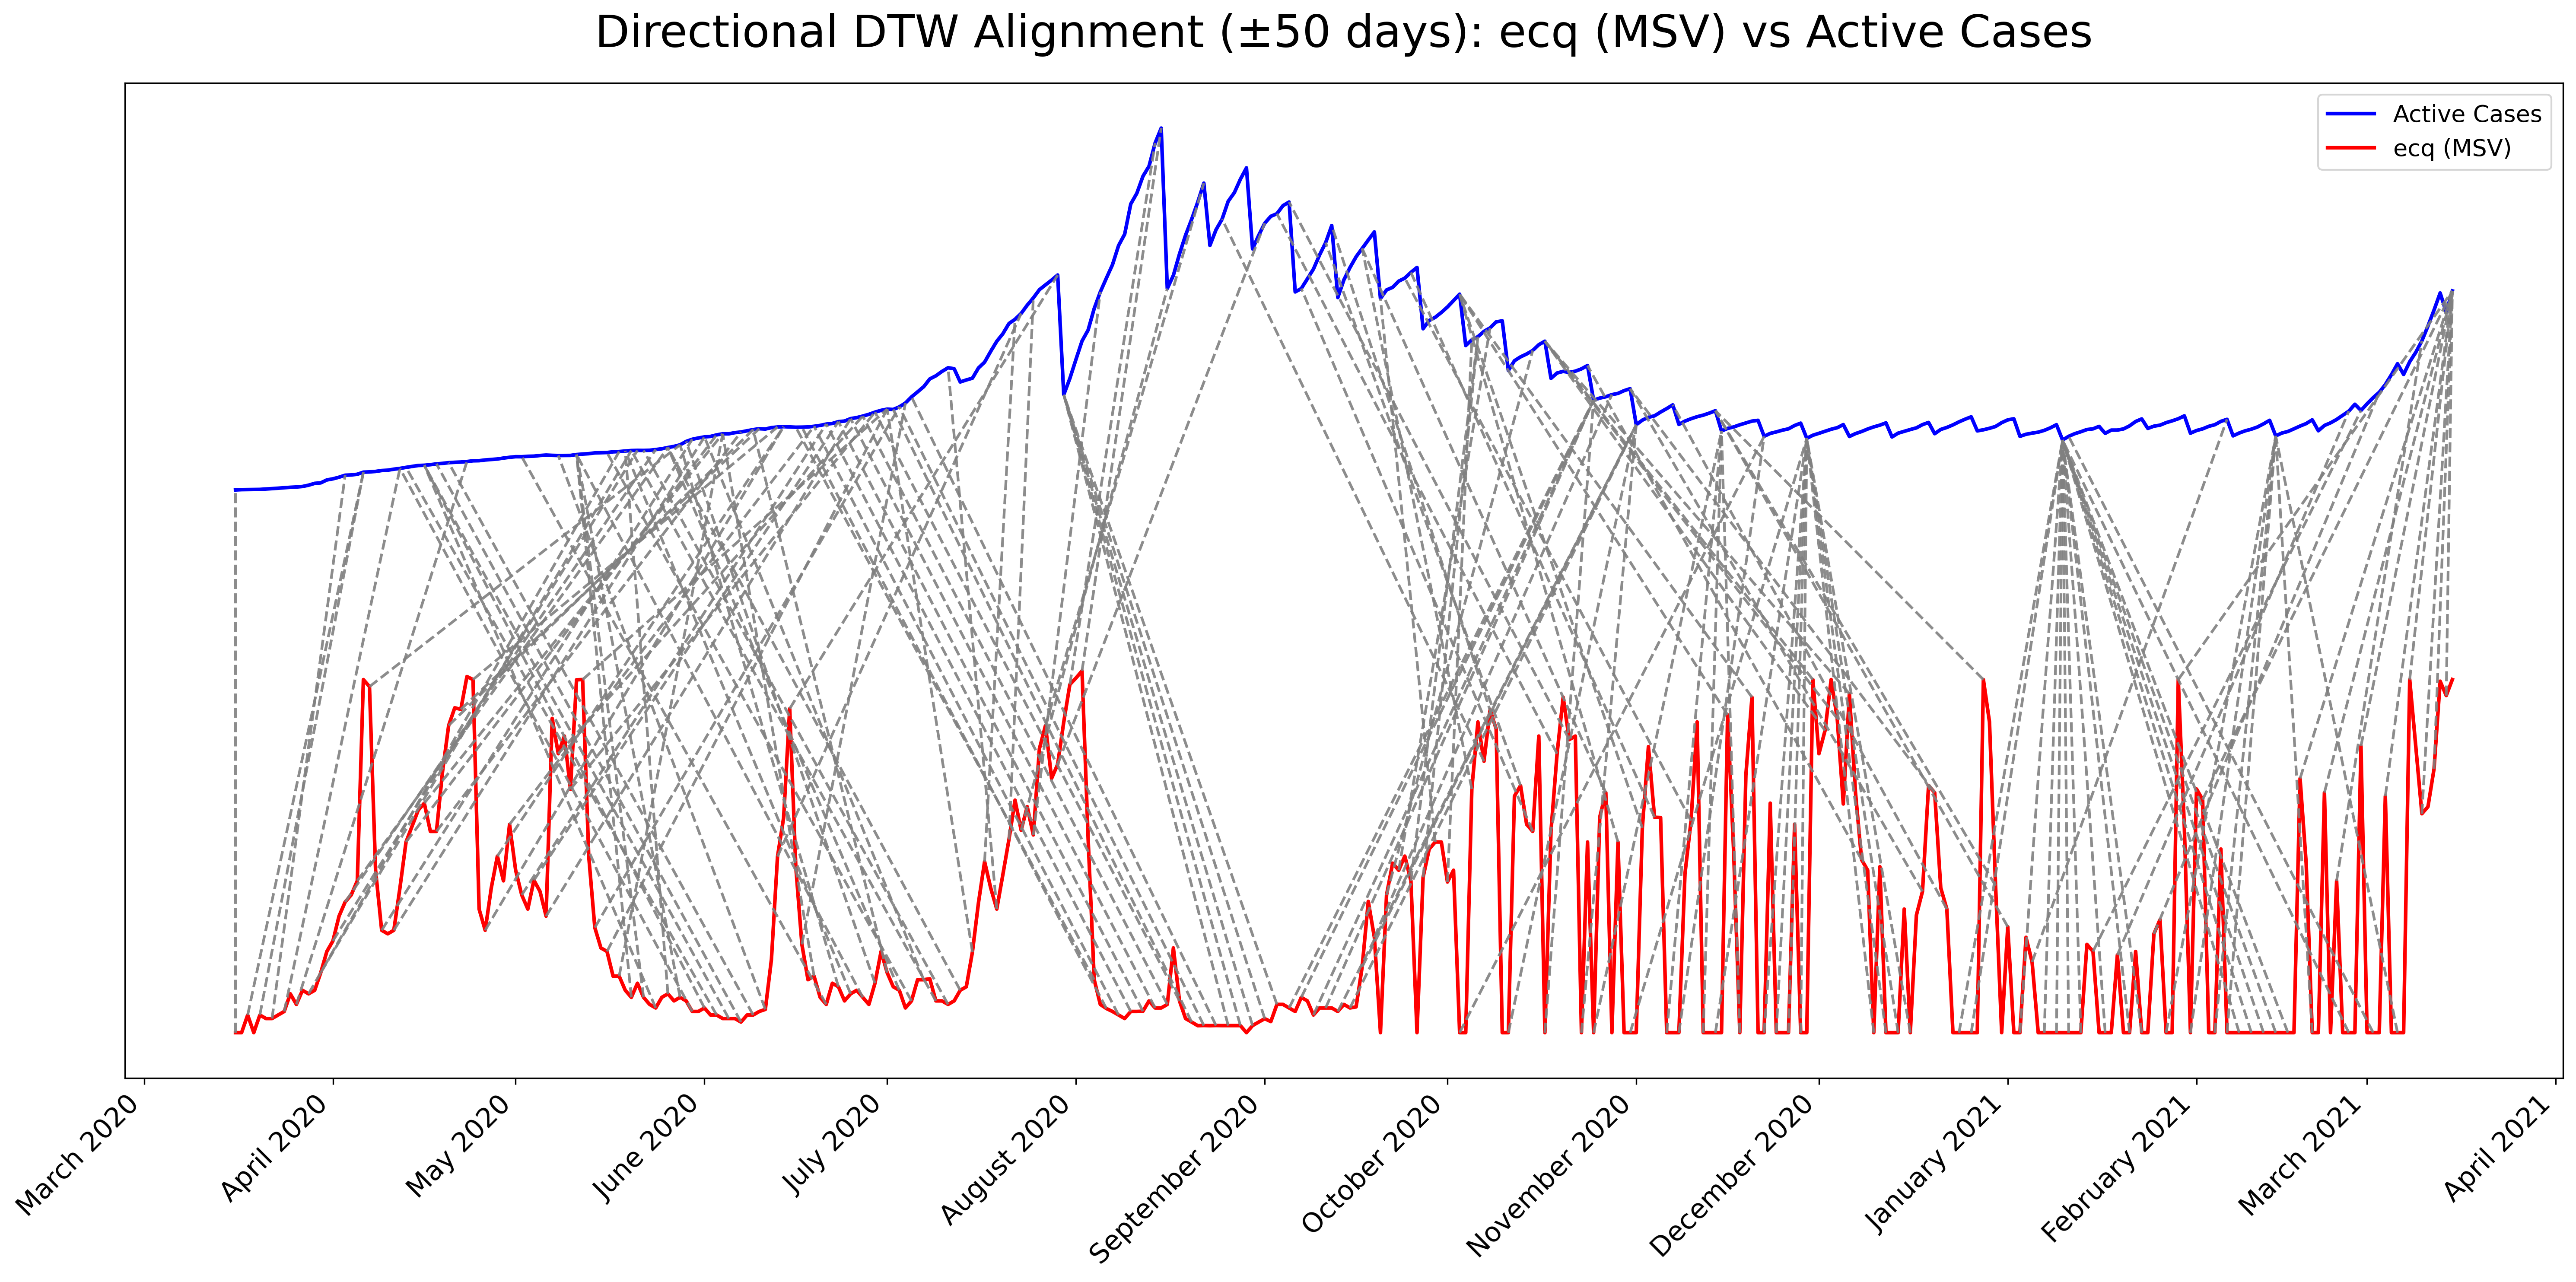 Directional DTW Alignment (±50 days): ecq (MSV) vs Active Cases
Active Cases
ecq (MSV)
March 2020
April 2020
May 2020
June 2020
July 2020
August 2020
September 2020
October 2020
November 2020
December 2020
January 2021
February 2021
March 2021
April 2021